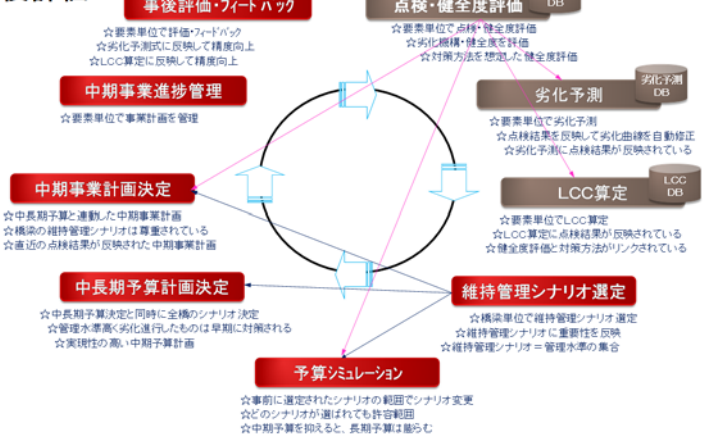 事後評価・フィードバック
☆要素単位で評価・フィードバック
☆劣化予測式に反映して精度向上
☆LCC算定に反映して精度向上
点検・健全度評価
DB
☆要素単位で点検・健全度評価
☆劣化機構・健全度を評価
☆対策方法を想定した健全度評価
中期事業進捗管理
☆要素単位で事業計画を管理
劣化予測
劣化予測
DB
☆要素単位で劣化予測
☆点検結果を反映して劣化曲線を自動修正
☆劣化予測に点検結果が反映されている
中期事業計画決定
☆中長期予算と連動した中期事業計画
☆橋梁の維持管理シナリオは尊重されている
☆直近の点検結果が反映された中期事業計画
LCC算定
LCC
DB
☆要素単位でLCC算定
☆LCC算定に点検結果が反映されている
☆健全度評価と対策方法がリンクされている
中長期予算計画決定
☆中長期予算決定と同時に全橋のシナリオ決定
☆管理水準高く劣化進行したものは早期に対策される
☆実現性の高い中期予算計画
維持管理シナリオ選定
☆橋梁単位で維持管理シナリオ選定
☆維持管理シナリオに重要性を反映
☆維持管理シナリオ＝管理水準の集合
予算シミュレーション
☆事前に選定されたシナリオの範囲でシナリオ変更
☆どのシナリオが選ばれても許容範囲
☆中期予算を抑えると、長期予算は膨らむ